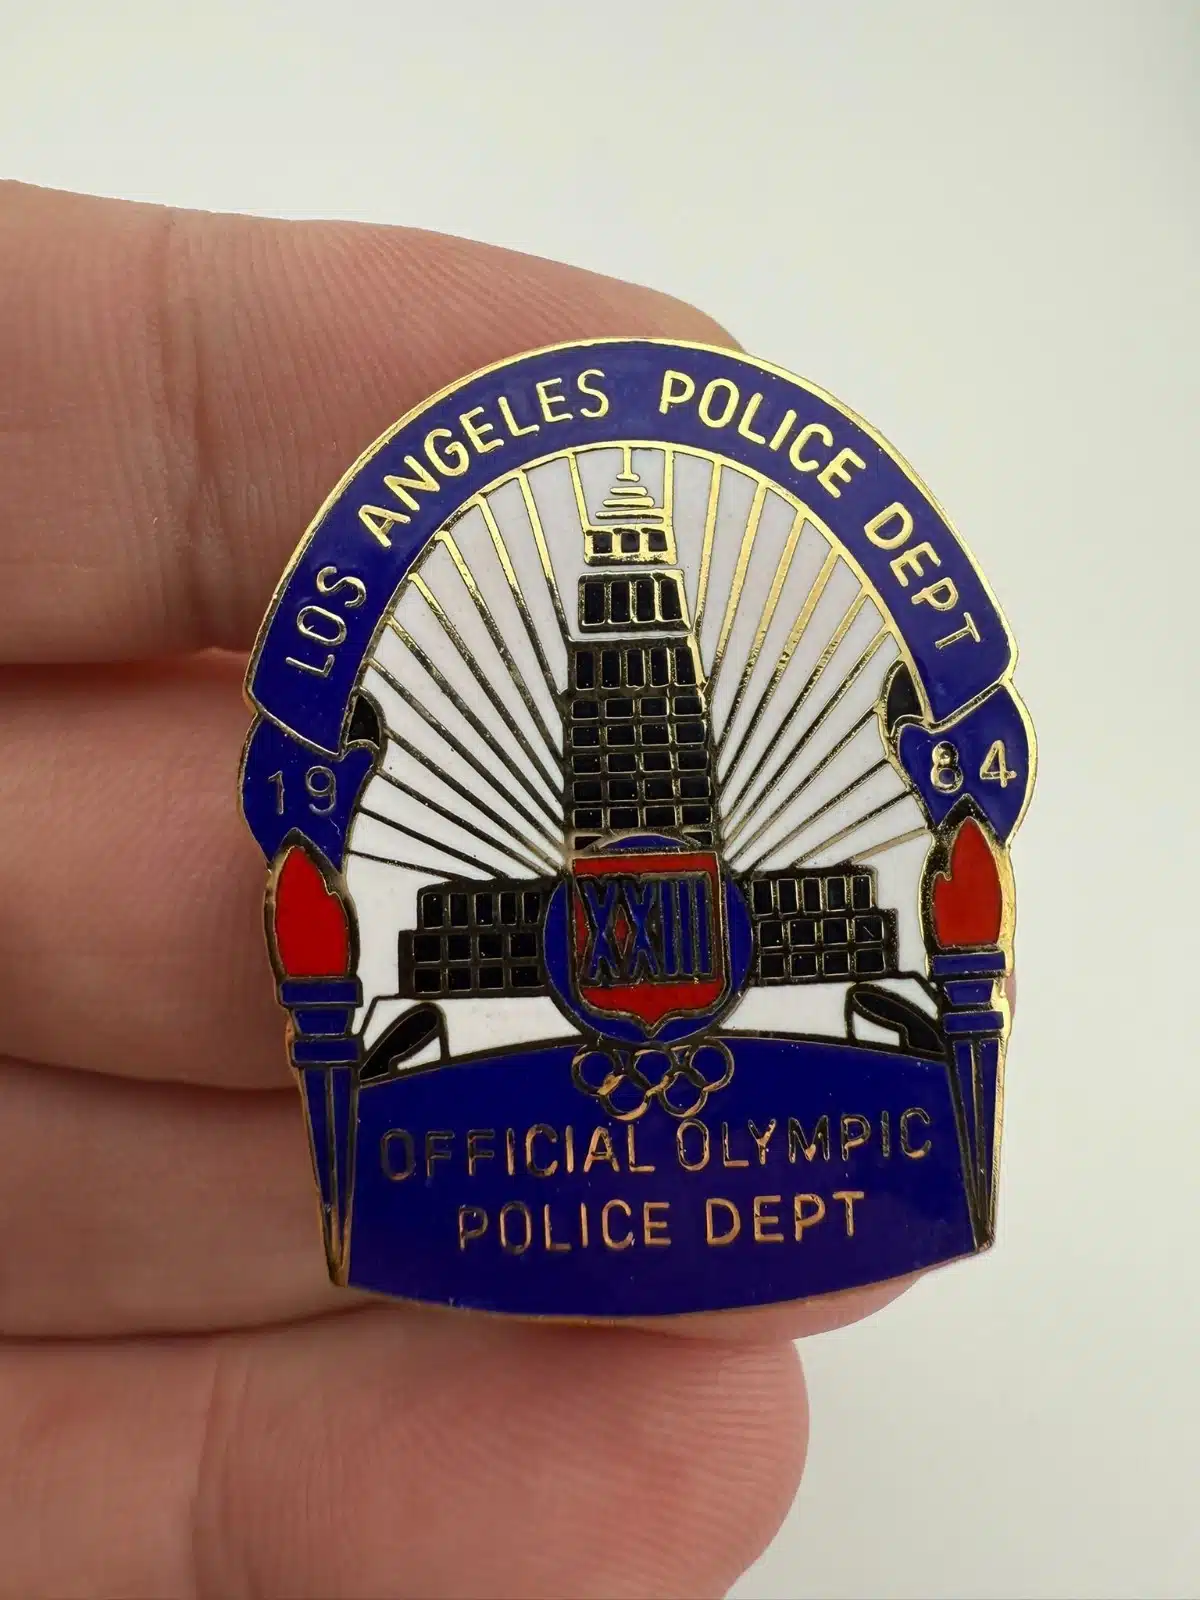 LOS ANGELES POLICE DEPT
19 84
XXIII
OFFICIAL OLYMPIC
POLICE DEPT